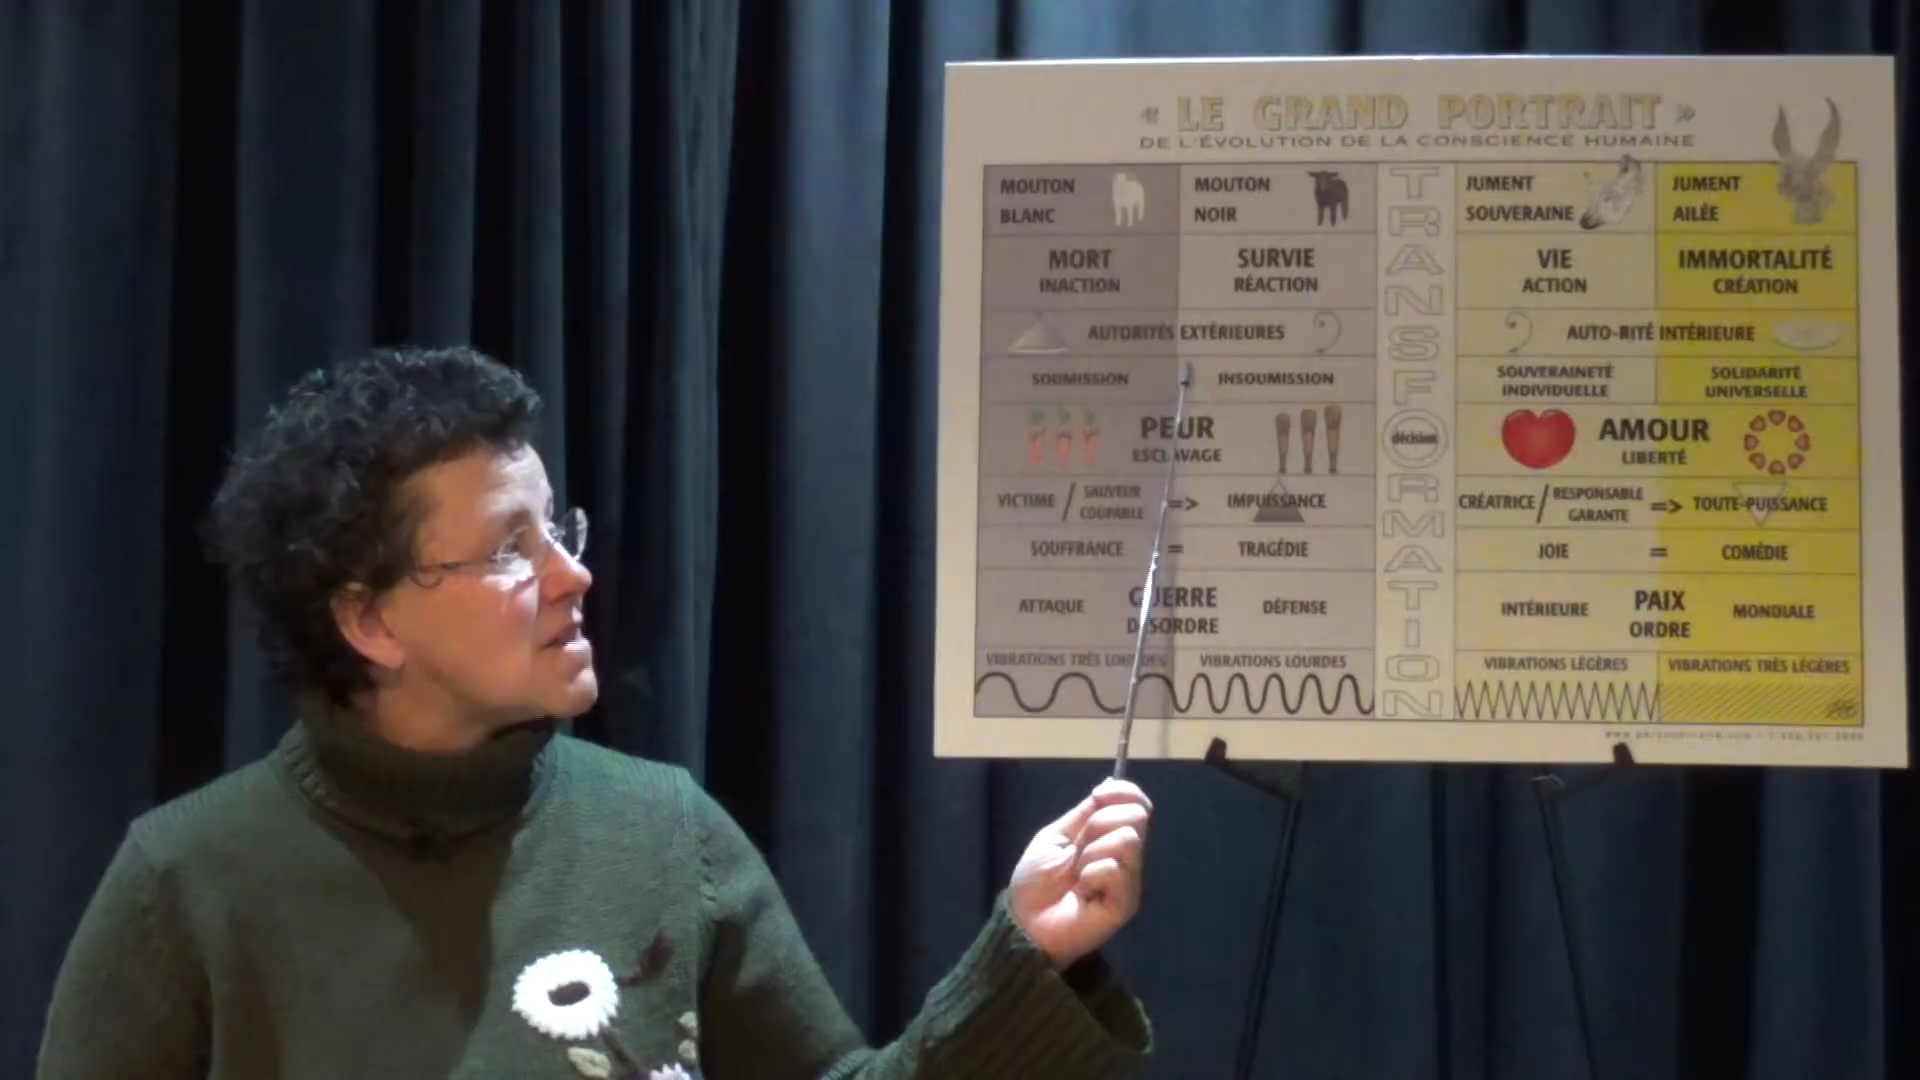 « LE GRAND PORTRAIT »
DE L'ÉVOLUTION DE LA CONSCIENCE HUMAINE
MOUTON BLANC
MOUTON NOIR
JUMENT SOUVERAINE
JUMENT AILÉE
MORT INACTION
SURVIE RÉACTION
VIE ACTION
IMMORTALITÉ CRÉATION
AUTORITÉS EXTÉRIEURES
AUTO-RITÉ INTÉRIEURE
SOUMISSION
INSOUMISSION
SOUVERAINETÉ INDIVIDUELLE
SOLIDARITÉ UNIVERSELLE
PEUR
ESCLAVAGE
AMOUR
LIBERTÉ
VICTIME / SAUVEUR COUPABLE => IMPUISSANCE
CRÉATRICE / RESPONSABLE GARANTE => TOUTE-PUISSANCE
SOUFFRANCE = TRAGÉDIE
JOIE = COMÉDIE
ATTAQUE
GUERRE DÉSORDRE
DÉFENSE
INTÉRIEURE
PAIX ORDRE
MONDIALE
VIBRATIONS TRÈS LOURDES
VIBRATIONS LOURDES
VIBRATIONS LÉGÈRES
VIBRATIONS TRÈS LÉGÈRES
TRANSFORMATION
décision